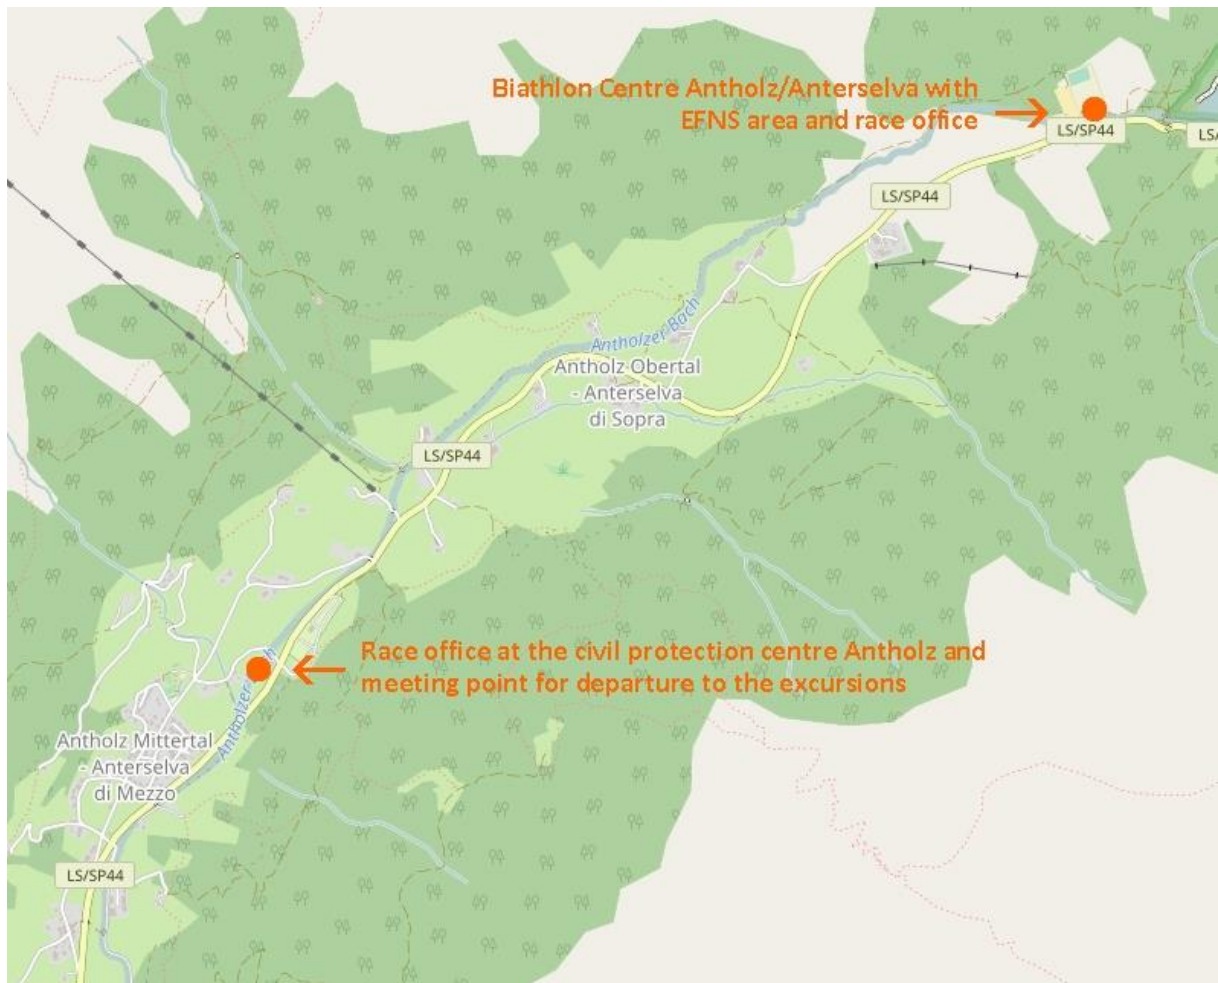 Biathlon Centre Antholz/Anterselva with
EFNS area and race office
LS/SP44
LS/
LS/SP44
Antholzer Bach
Antholz Obertal
- Anterselva
di Sopra
LS/SP44
Race office at the civil protection centre Antholz and
meeting point for departure to the excursions
Antholzer
Antholz Mittertal
- Anterselva
di Mezzo
LS/SP44